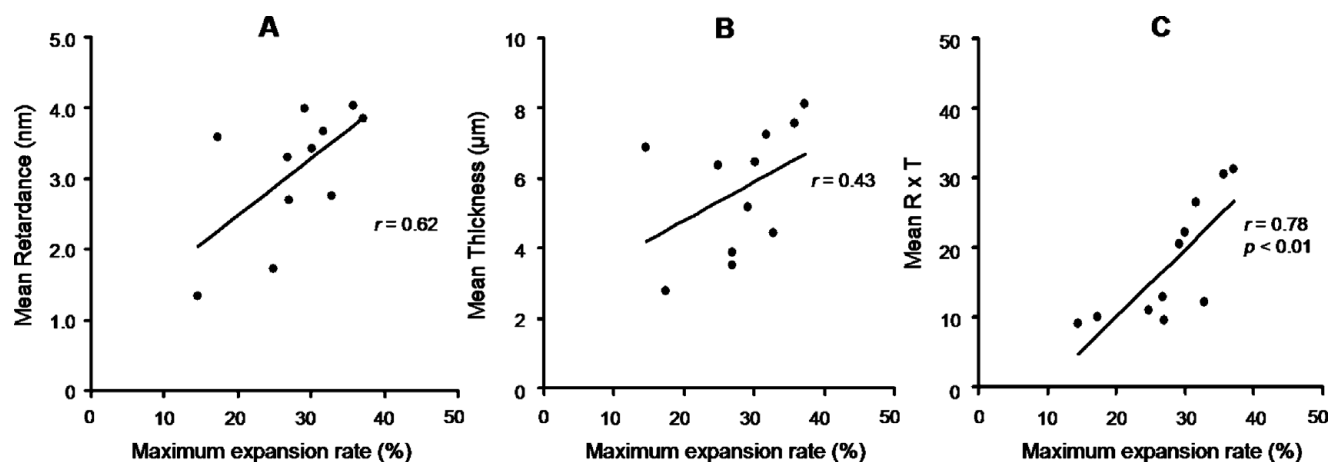 A
5.0
4.0
3.0
2.0
1.0
0
0 10 20 30 40 50
Mean Retardance (nm)
Maximum expansion rate (%)
r = 0.62
B
10
8
6
4
2
0
0 10 20 30 40 50
Mean Thickness (µm)
Maximum expansion rate (%)
r = 0.43
C
50
40
30
20
10
0
0 10 20 30 40 50
Mean R x T
Maximum expansion rate (%)
r = 0.78
p < 0.01